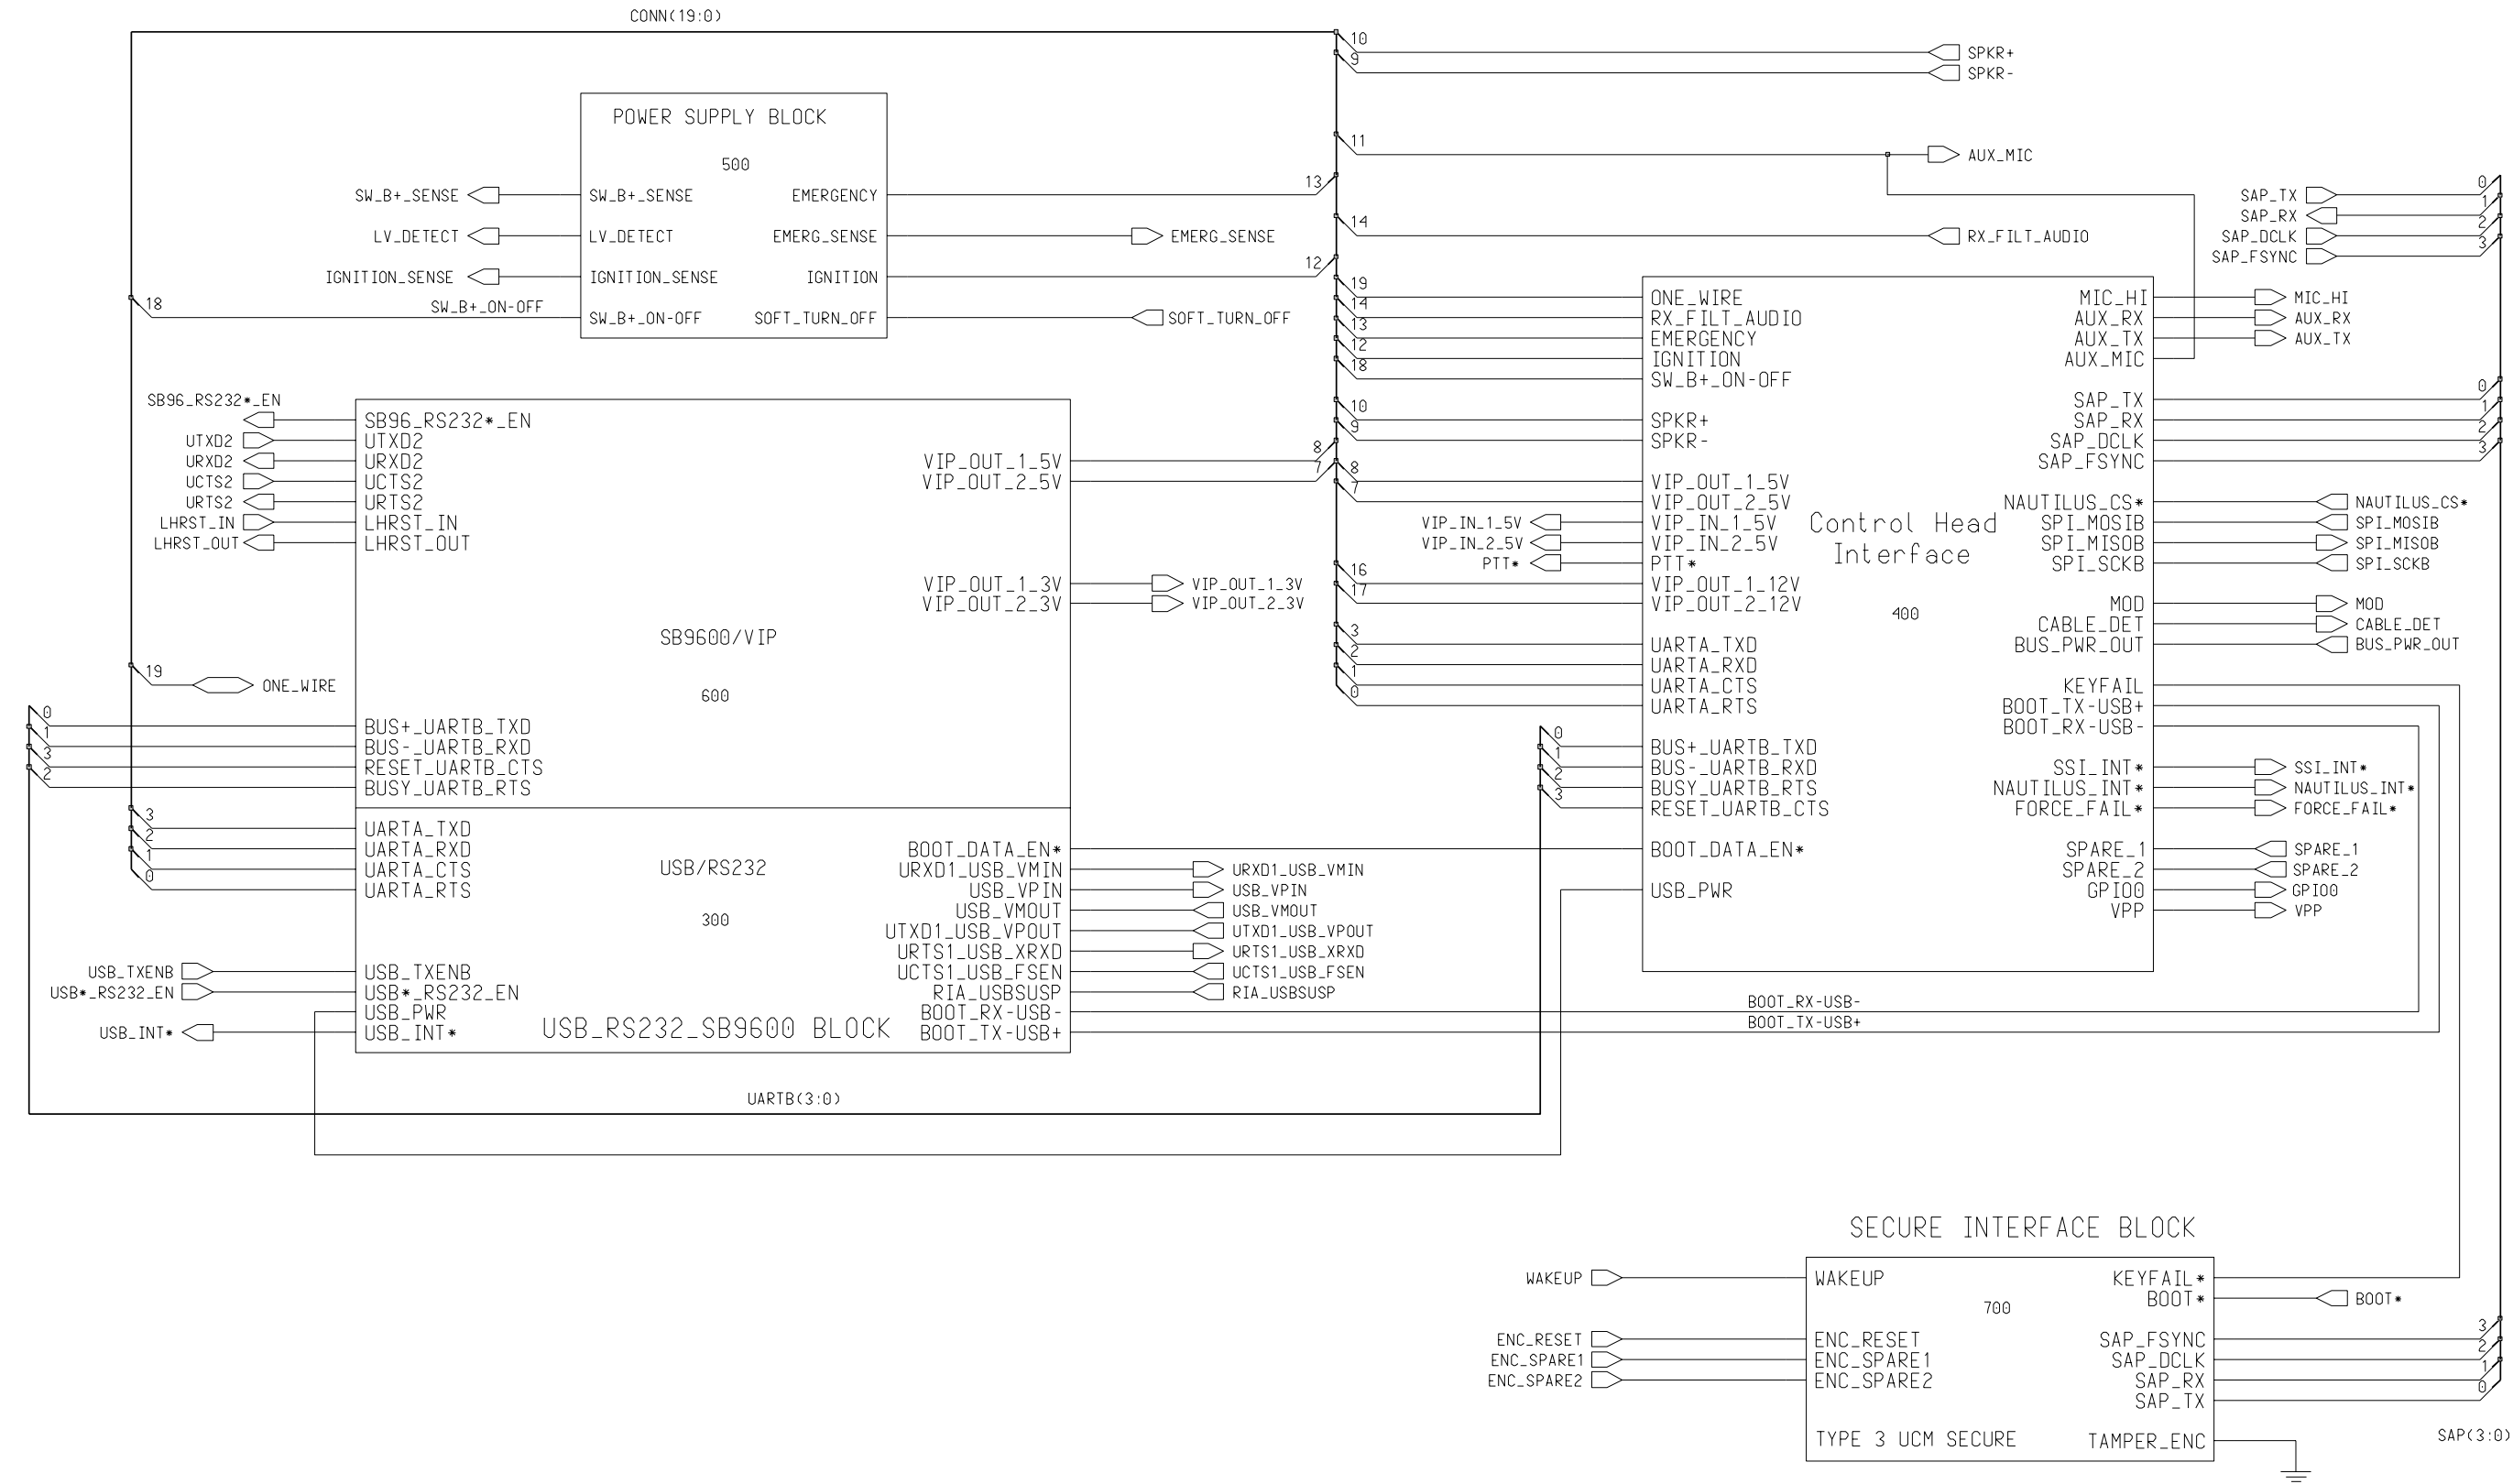 CONN(19:0)
10
SPKR+
9
SPKR-
POWER SUPPLY BLOCK
500
11
AUX_MIC
13
SW_B+_SENSE
SW_B+_SENSE
EMERGENCY
LV_DETECT
LV_DETECT
EMERG_SENSE
EMERG_SENSE
14
RX_FILT_AUDIO
IGNITION_SENSE
IGNITION_SENSE
IGNITION
12
18
SW_B+_ON-OFF
SW_B+_ON-OFF
SOFT_TURN_OFF
SOFT_TURN_OFF
SAP_TX
0
SAP_RX
1
SAP_DCLK
2
SAP_FSYNC
3
SB96_RS232*_EN
SB96_RS232*_EN
UTXD2
UTXD2
URXD2
URXD2
UCTS2
UCTS2
URTS2
URTS2
LHRST_IN
LHRST_IN
LHRST_OUT
LHRST_OUT
VIP_OUT_1_5V
8
VIP_OUT_2_5V
7
VIP_OUT_1_3V
VIP_OUT_1_3V
VIP_OUT_2_3V
VIP_OUT_2_3V
SB9600/VIP
600
19
ONE_WIRE
0
BUS+_UARTB_TXD
1
BUS-_UARTB_RXD
3
RESET_UARTB_CTS
2
BUSY_UARTB_RTS
3
UARTA_TXD
2
UARTA_RXD
1
UARTA_CTS
0
UARTA_RTS
USB/RS232
300
BOOT_DATA_EN*
URXD1_USB_VMIN
URXD1_USB_VMIN
USB_VPIN
USB_VPIN
USB_VMOUT
USB_VMOUT
UTXD1_USB_VPOUT
UTXD1_USB_VPOUT
URTS1_USB_XRXD
URTS1_USB_XRXD
USB_TXENB
USB_TXENB
UCTS1_USB_FSEN
UCTS1_USB_FSEN
USB*_RS232_EN
USB*_RS232_EN
RIA_USBSUSP
RIA_USBSUSP
USB_PWR
BOOT_RX-USB-
USB_INT*
USB_INT*
USB_RS232_SB9600 BLOCK
BOOT_TX-USB+
UARTB(3:0)
19
ONE_WIRE
14
RX_FILT_AUDIO
13
EMERGENCY
12
IGNITION
18
SW_B+_ON-OFF
10
SPKR+
9
SPKR-
8
VIP_OUT_1_5V
7
VIP_OUT_2_5V
VIP_IN_1_5V
VIP_IN_1_5V
VIP_IN_2_5V
VIP_IN_2_5V
PTT*
PTT*
16
VIP_OUT_1_12V
17
VIP_OUT_2_12V
3
UARTA_TXD
2
UARTA_RXD
1
UARTA_CTS
0
UARTA_RTS
0
BUS+_UARTB_TXD
1
BUS-_UARTB_RXD
2
BUSY_UARTB_RTS
3
RESET_UARTB_CTS
BOOT_DATA_EN*
USB_PWR
Control Head
Interface
400
MIC_HI
MIC_HI
AUX_RX
AUX_RX
AUX_TX
AUX_TX
AUX_MIC
SAP_TX
0
SAP_RX
1
SAP_DCLK
2
SAP_FSYNC
3
NAUTILUS_CS*
NAUTILUS_CS*
SPI_MOSIB
SPI_MOSIB
SPI_MISOB
SPI_MISOB
SPI_SCKB
SPI_SCKB
MOD
MOD
CABLE_DET
CABLE_DET
BUS_PWR_OUT
BUS_PWR_OUT
KEYFAIL
BOOT_TX-USB+
BOOT_RX-USB-
SSI_INT*
SSI_INT*
NAUTILUS_INT*
NAUTILUS_INT*
FORCE_FAIL*
FORCE_FAIL*
SPARE_1
SPARE_1
SPARE_2
SPARE_2
GPIO0
GPIO0
VPP
VPP
BOOT_RX-USB-
BOOT_TX-USB+
SECURE INTERFACE BLOCK
WAKEUP
WAKEUP
KEYFAIL*
BOOT*
BOOT*
700
ENC_RESET
ENC_RESET
SAP_FSYNC
3
ENC_SPARE1
ENC_SPARE1
SAP_DCLK
2
ENC_SPARE2
ENC_SPARE2
SAP_RX
1
SAP_TX
0
TYPE 3 UCM SECURE
TAMPER_ENC
SAP(3:0)